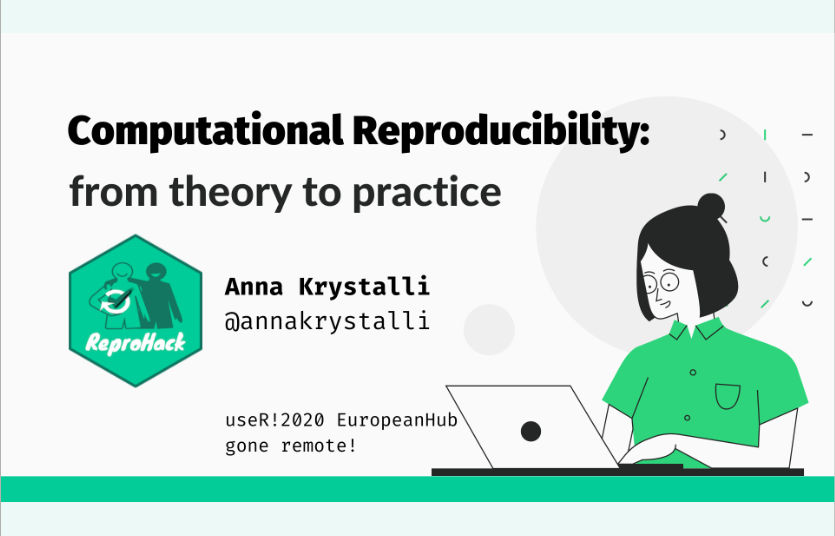 Computational Reproducibility:
from theory to practice
ReproHack
Anna Krystalli
@annakrystalli
useR!2020 EuropeanHub
gone remote!